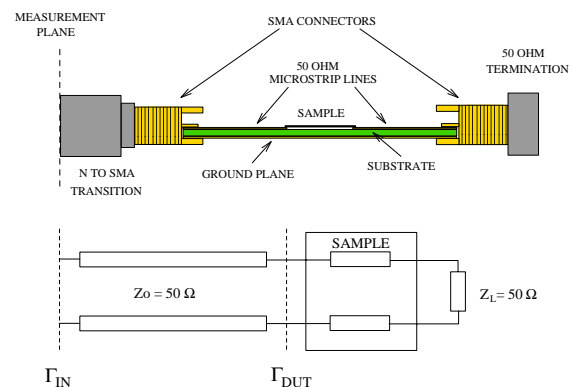 MEASUREMENT
PLANE
SMA CONNECTORS
50 OHM
TERMINATION
50 OHM
MICROSTRIP LINES
SAMPLE
N TO SMA
TRANSITION
GROUND PLANE
SUBSTRATE
SAMPLE
Zo = 50 Ω
ZL= 50 Ω
ΓIN
ΓDUT